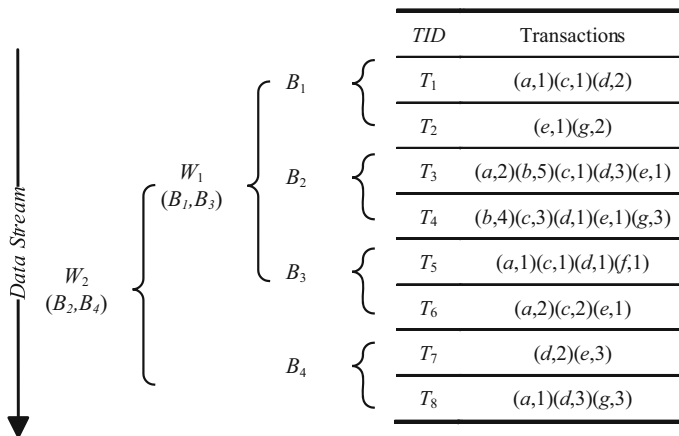 TID Transactions
T1 (a,1)(c,1)(d,2)
T2 (e,1)(g,2)
T3 (a,2)(b,5)(c,1)(d,3)(e,1)
T4 (b,4)(c,3)(d,1)(e,1)(g,3)
T5 (a,1)(c,1)(d,1)(f,1)
T6 (a,2)(c,2)(e,1)
T7 (d,2)(e,3)
T8 (a,1)(d,3)(g,3)
B1
B2
B3
B4
W1
(B1,B3)
W2
(B2,B4)
Data Stream